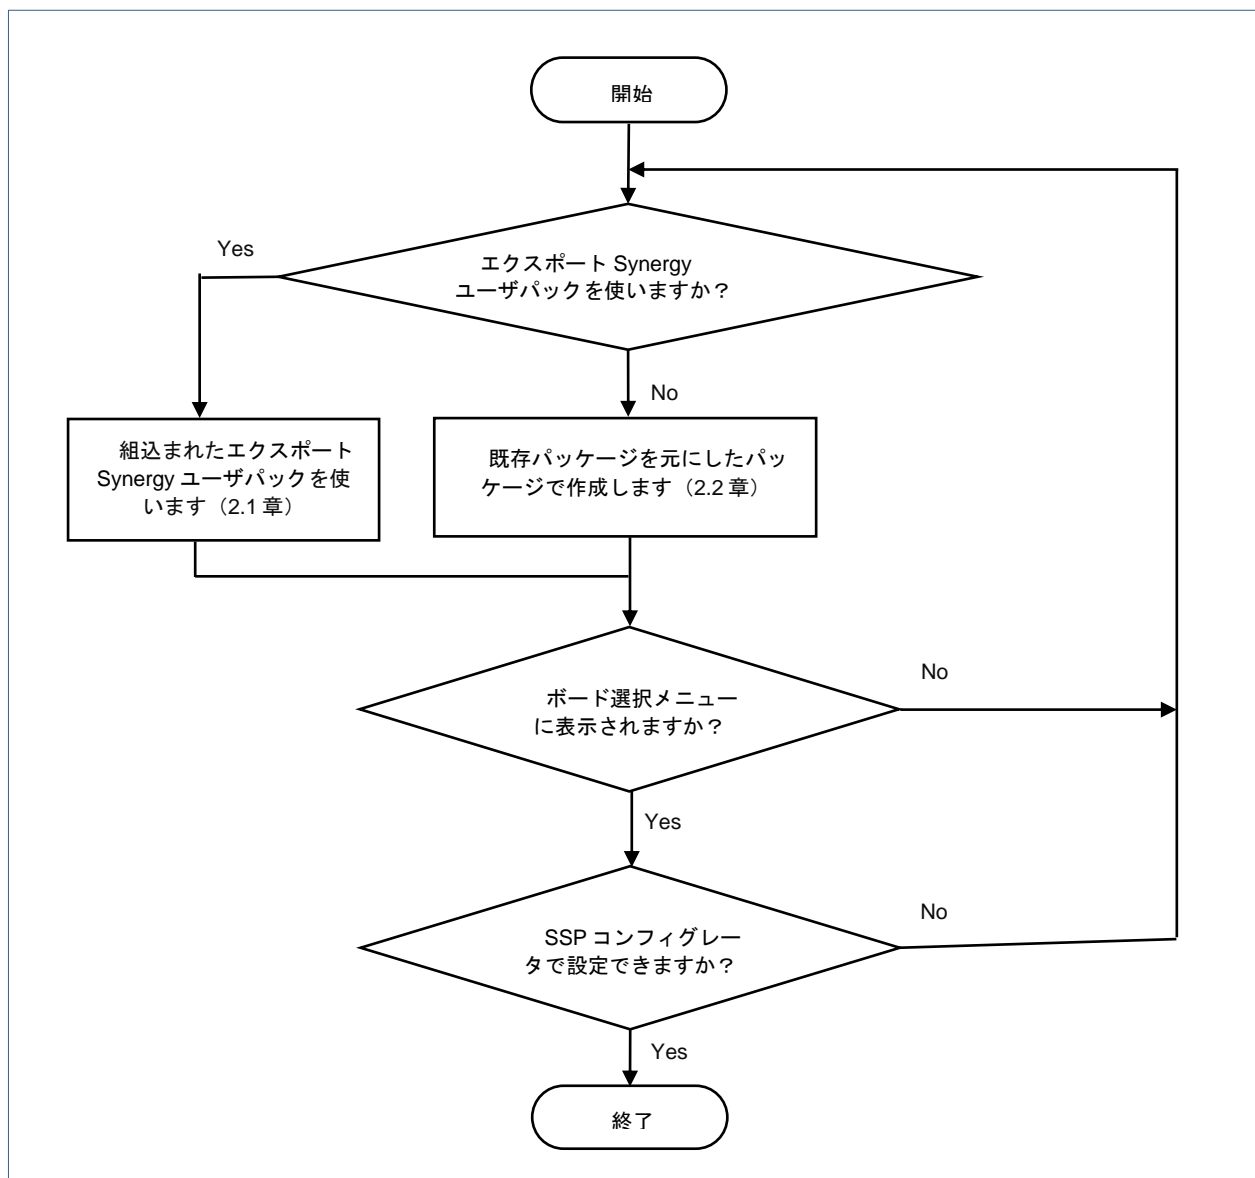 開始
Yes
エクスポート Synergy
ユーザパックを使いますか？
No
組込まれたエクスポート
Synergy ユーザパックを使
います（2.1 章）
既存パッケージを元にしたパッ
ケージで作成します（2.2 章）
ボード選択メニュー
に表示されますか？
No
Yes
SSP コンフィグレー
タで設定できますか？
No
Yes
終了